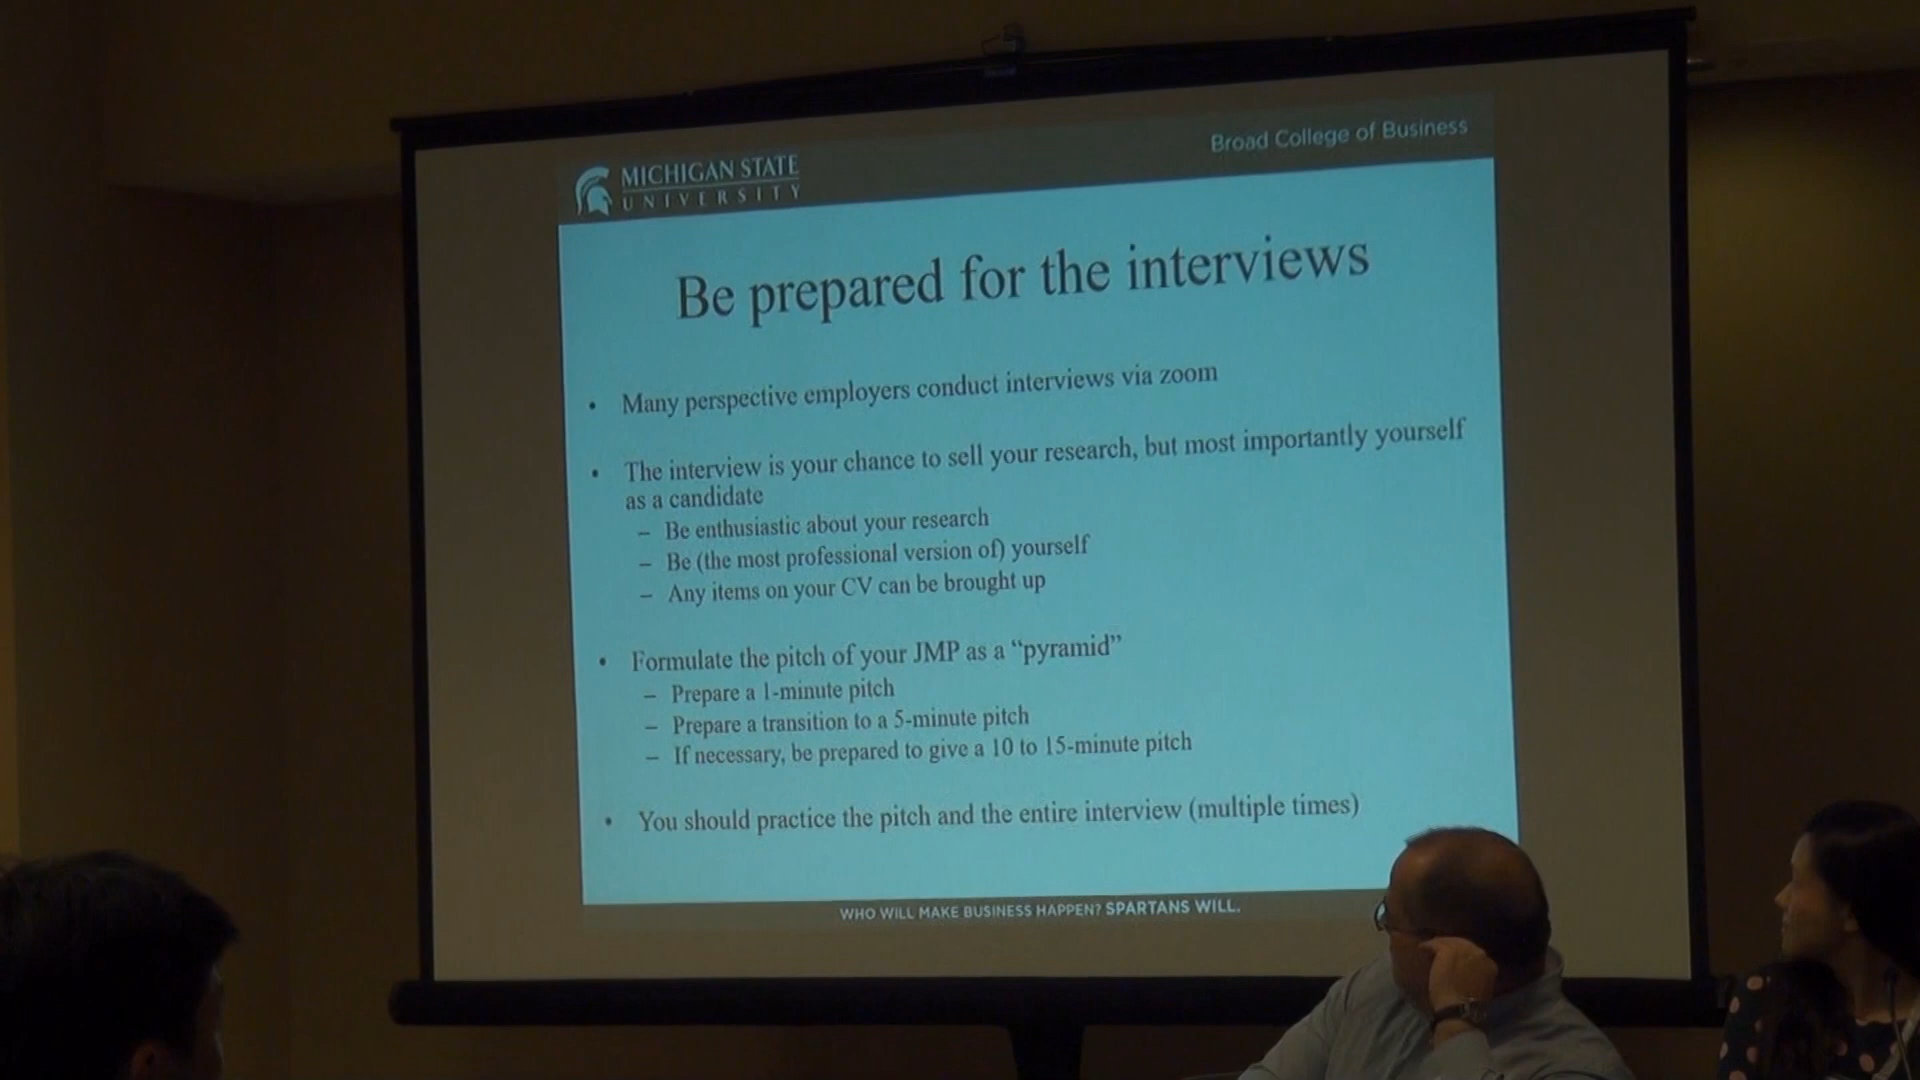 MICHIGAN STATE
UNIVERSITY
Broad College of Business
Be prepared for the interviews
• Many perspective employers conduct interviews via zoom
• The interview is your chance to sell your research, but most importantly yourself
as a candidate
– Be enthusiastic about your research
– Be (the most professional version of) yourself
– Any items on your CV can be brought up
• Formulate the pitch of your JMP as a “pyramid”
– Prepare a 1-minute pitch
– Prepare a transition to a 5-minute pitch
– If necessary, be prepared to give a 10 to 15-minute pitch
• You should practice the pitch and the entire interview (multiple times)
WHO WILL MAKE BUSINESS HAPPEN? SPARTANS WILL.